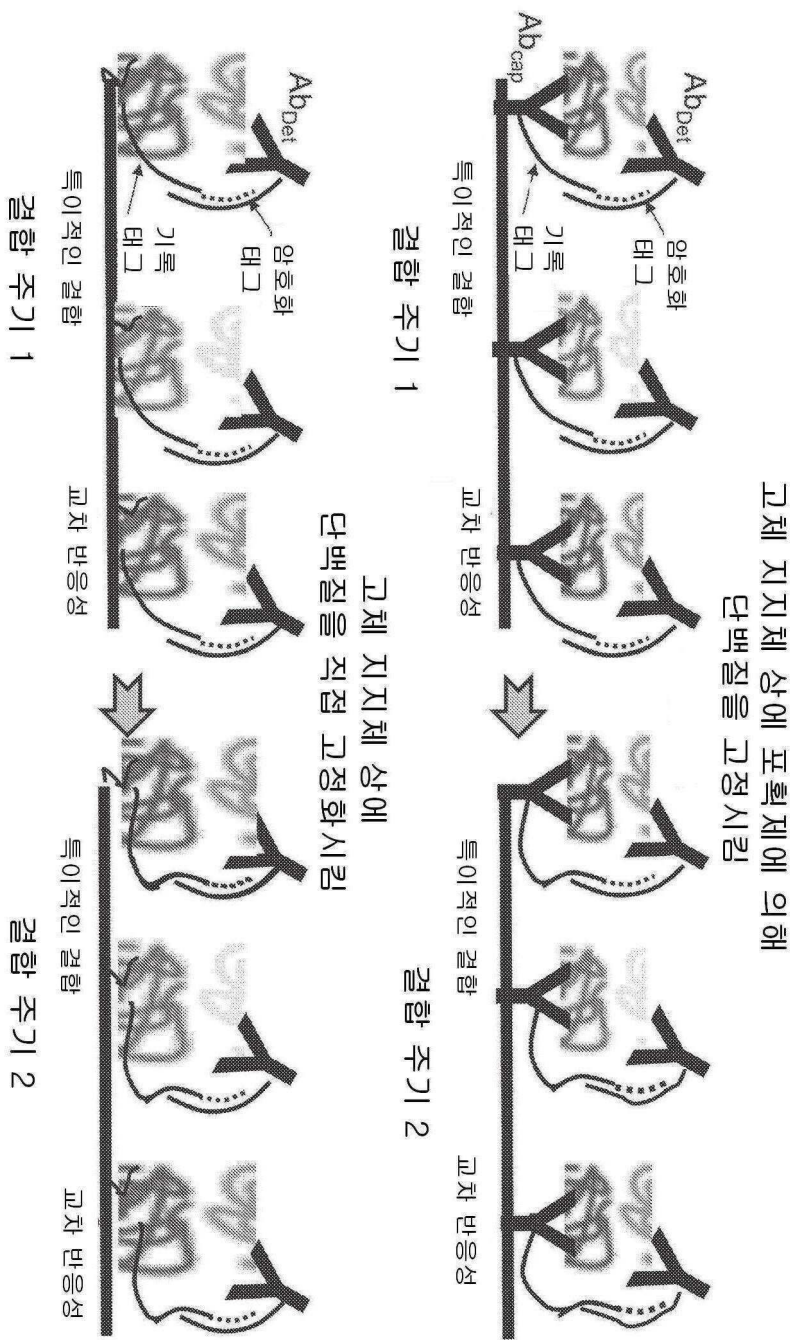 고체 지지체 상에 포획제에 의해
단백질을 고정시킴
Ab_Det
암호화
태그
기록
태그
Ab_cap
특이적인 결합
교차 반응성
특이적인 결합
교차 반응성
결합 주기 1
결합 주기 2
고체 지지체 상에
단백질을 직접 고정화시킴
Ab_Det
암호화
태그
기록
태그
특이적인 결합
교차 반응성
특이적인 결합
교차 반응성
결합 주기 1
결합 주기 2